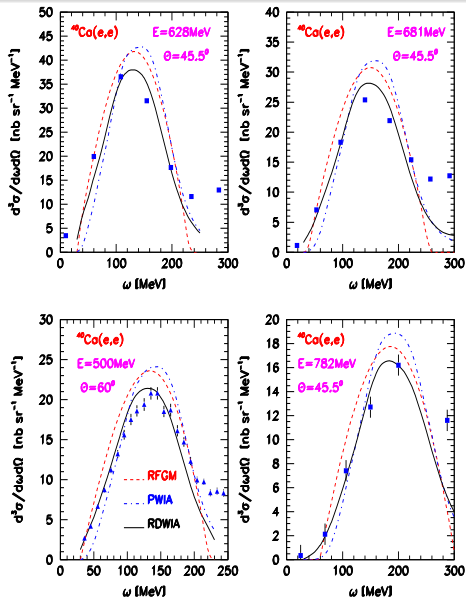 ⁴⁰Ca(e,e) E=628MeV
Θ=45.5⁰
d³σ/dωdΩ [nb sr⁻¹ MeV⁻¹]
50
45
40
35
30
25
20
15
10
5
0
0 100 200 300
ω [MeV]
⁴⁰Ca(e,e) E=681MeV
Θ=45.5⁰
d³σ/dωdΩ [nb sr⁻¹ MeV⁻¹]
40
35
30
25
20
15
10
5
0
0 100 200 300
ω [MeV]
⁴⁰Ca(e,e)
E=500MeV
Θ=60⁰
RFGM
PWIA
RDWIA
d³σ/dωdΩ [nb sr⁻¹ MeV⁻¹]
30
25
20
15
10
5
0
0 50 100 150 200 250
ω [MeV]
⁴⁰Ca(e,e)
E=782MeV
Θ=45.5⁰
d³σ/dωdΩ [nb sr⁻¹ MeV⁻¹]
20
18
16
14
12
10
8
6
4
2
0
0 100 200 300
ω [MeV]